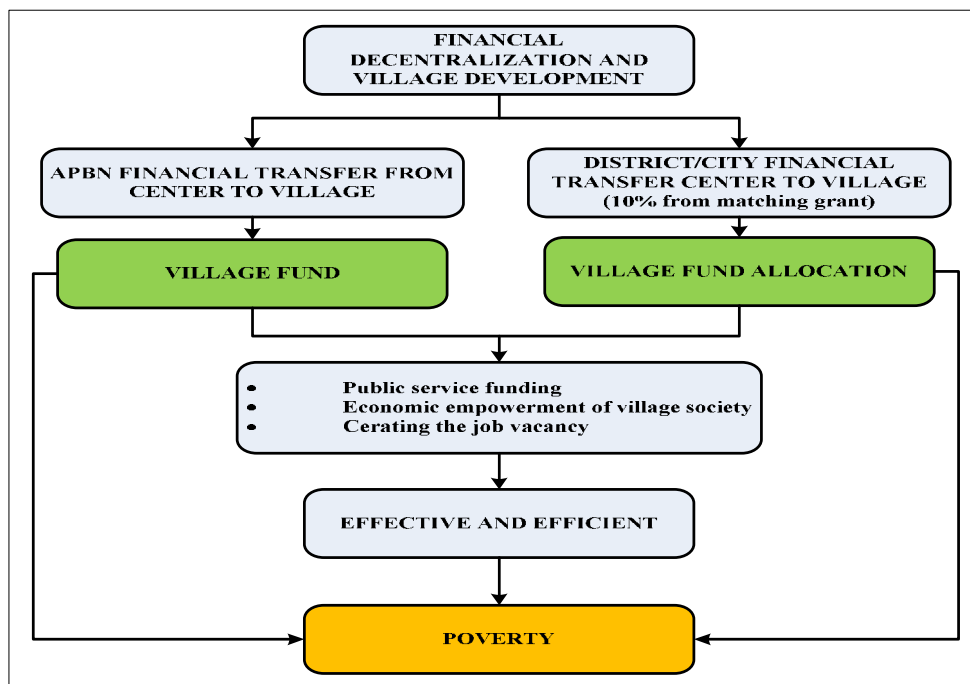 FINANCIAL
DECENTRALIZATION AND
VILLAGE DEVELOPMENT
APBN FINANCIAL TRANSFER FROM
CENTER TO VILLAGE
DISTRICT/CITY FINANCIAL
TRANSFER CENTER TO VILLAGE
(10% from matching grant)
VILLAGE FUND
VILLAGE FUND ALLOCATION
• Public service funding
• Economic empowerment of village society
• Cerating the job vacancy
EFFECTIVE AND EFFICIENT
POVERTY